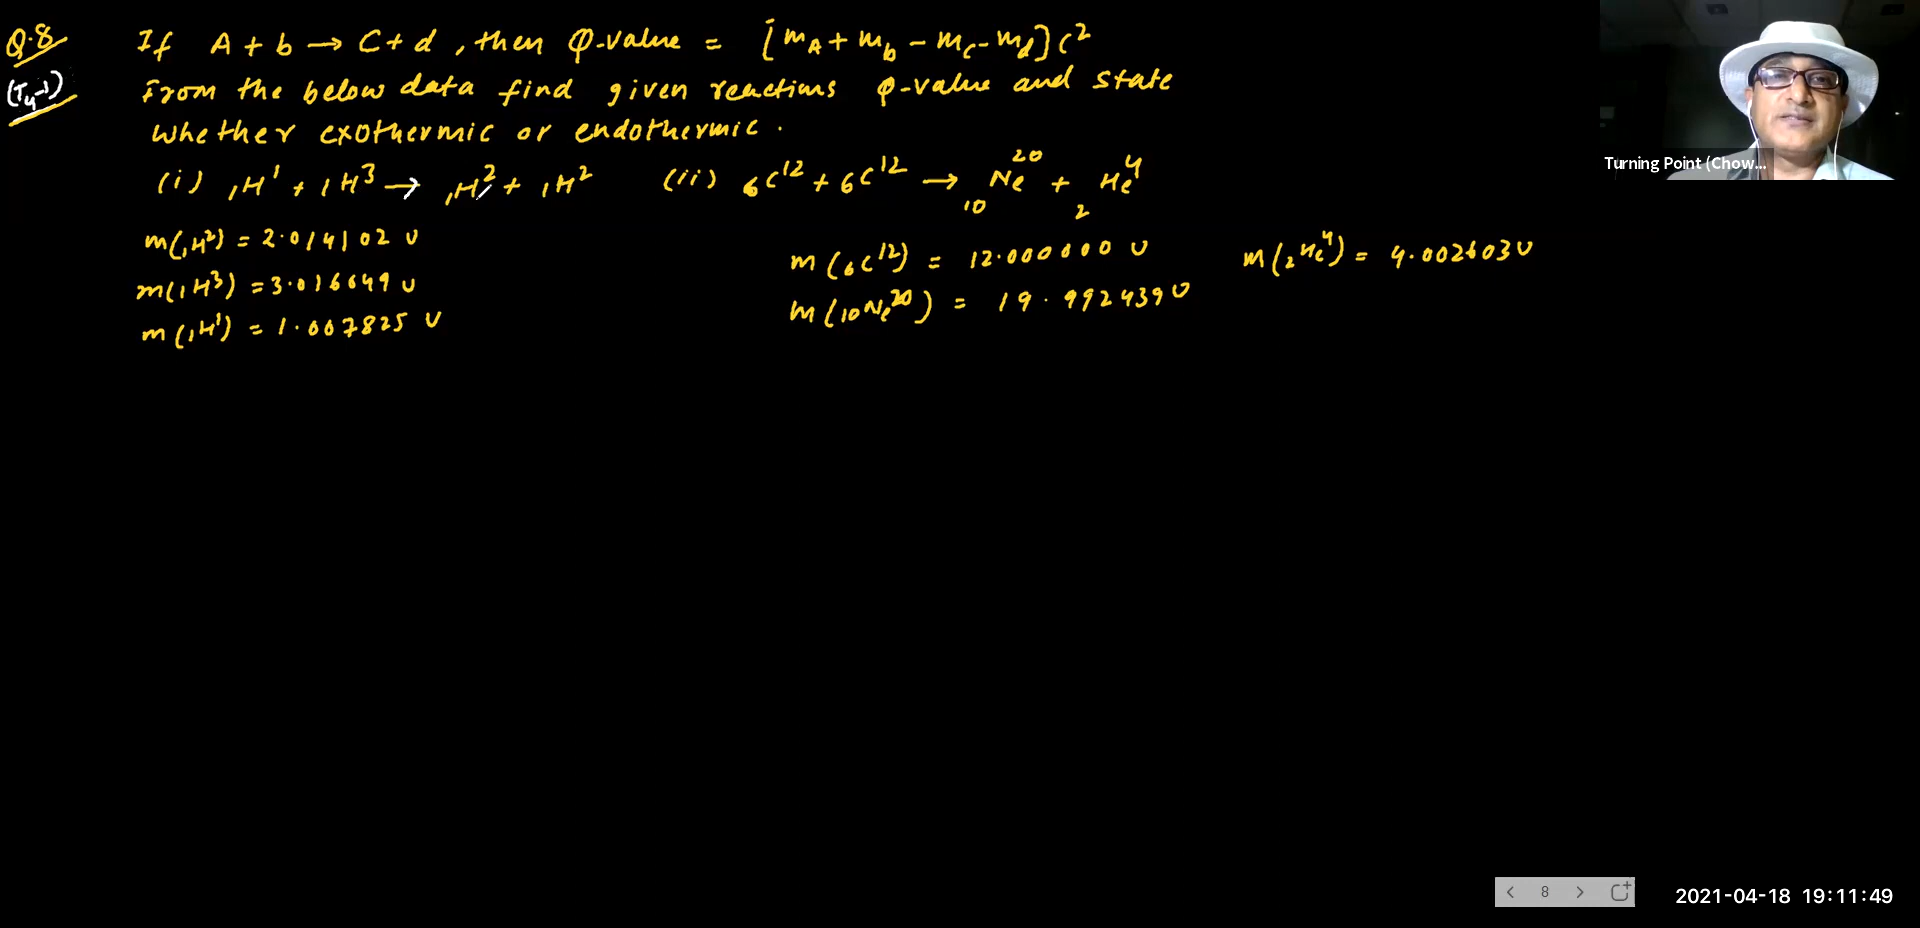 Q.8 If A + b → C + d , then Q-value = [mA + mb - mc - md] c²
(T4-1) From the below data find given reactions Q-value and state
whether exothermic or endothermic .
(i) ₁H¹ + ₁H³ → ₁H² + ₁H² (ii) ₆C¹² + ₆C¹² → ₁₀Ne²⁰ + ₂He⁴
m(₁H²) = 2.014102 U
m(₁H³) = 3.016049 U
m(₁H¹) = 1.007825 U
m(₆C¹²) = 12.000000 U m(₂He⁴) = 4.002603 U
m(₁₀Ne²⁰) = 19.992439 U
Turning Point (Chow...
8
2021-04-18 19:11:49